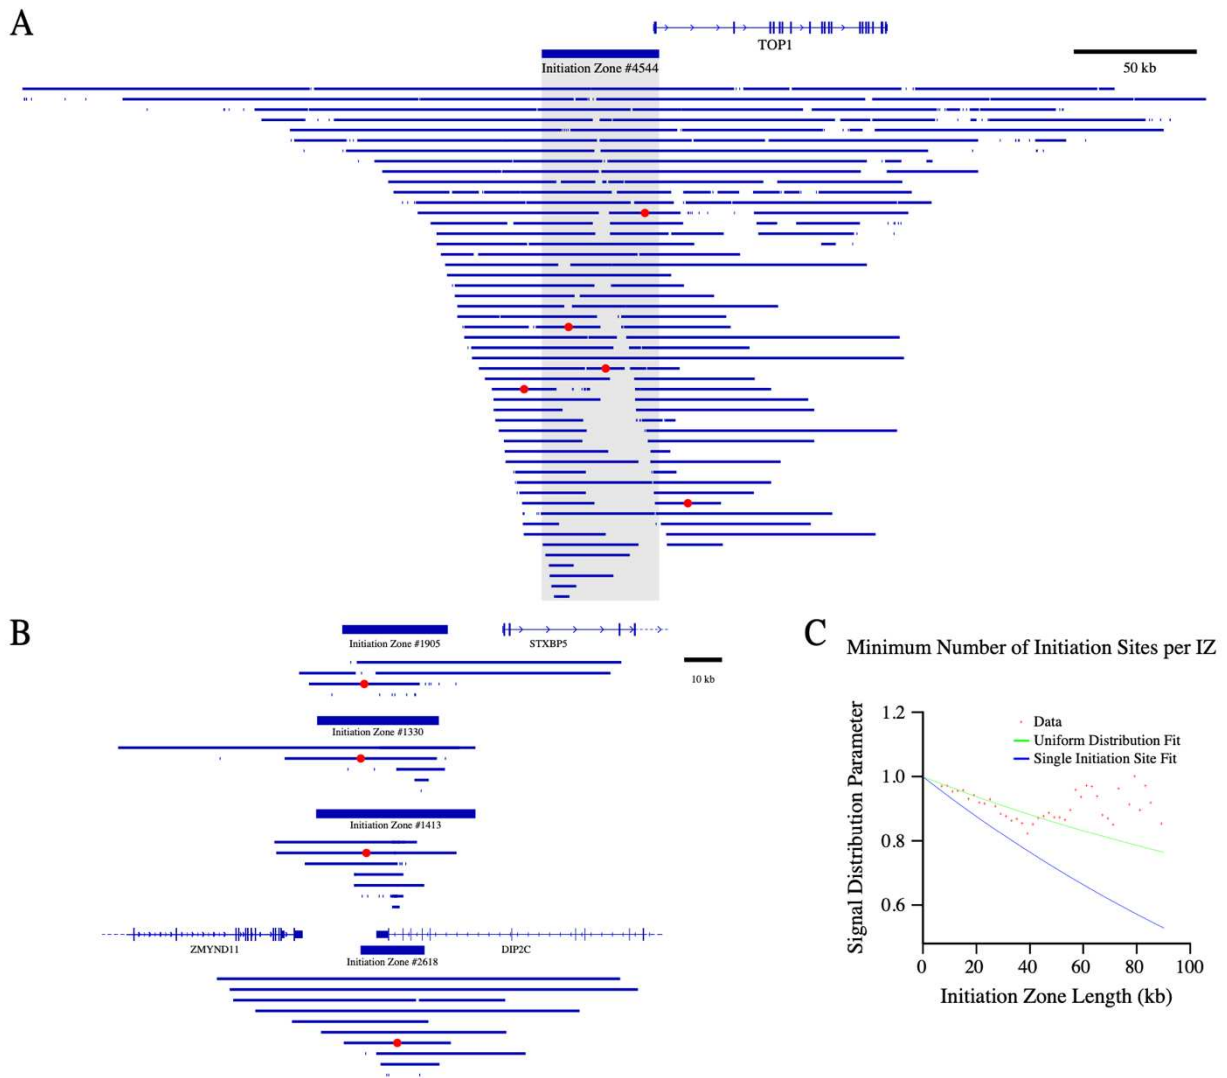 A
TOP1
Initiation Zone #4544
50 kb
B
Initiation Zone #1905
STXBP5
10 kb
Initiation Zone #1330
Initiation Zone #1413
ZMYND11
DIP2C
Initiation Zone #2618
C
Minimum Number of Initiation Sites per IZ
Signal Distribution Parameter
1.2
1.0
0.8
0.6
Data
Uniform Distribution Fit
Single Initiation Site Fit
0 20 40 60 80 100
Initiation Zone Length (kb)